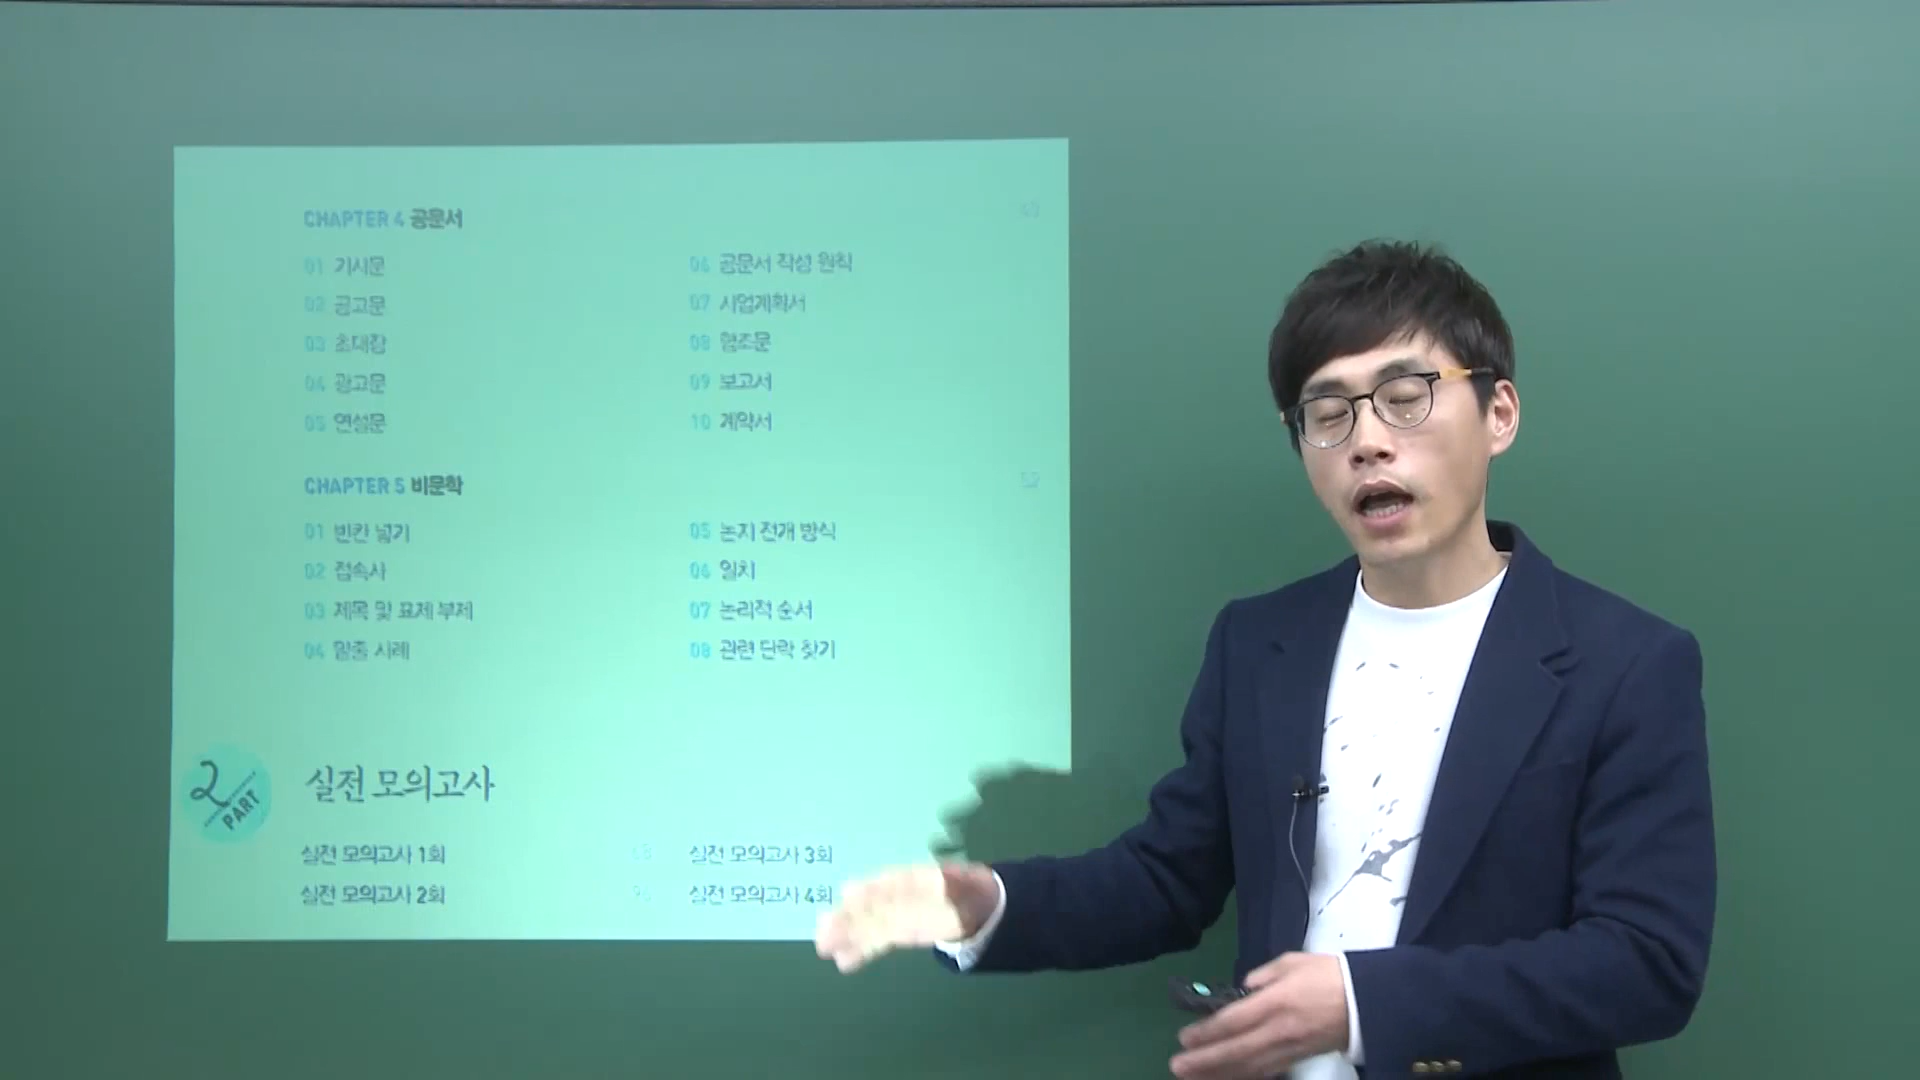 CHAPTER 4 공문서
01 기사문
02 공고문
03 초대장
04 광고문
05 연설문
06 공문서 작성 원칙
07 사업계획서
08 협조문
09 보고서
10 계약서
CHAPTER 5 비문학
52
01 빈칸 넣기
02 접속사
03 제목 및 표제 부제
04 밑줄 사례
05 논지 전개 방식
06 일치
07 논리적 순서
08 관련 단락 찾기
2 PART
실전 모의고사
실전 모의고사 1회
실전 모의고사 2회
실전 모의고사 3회
실전 모의고사 4회